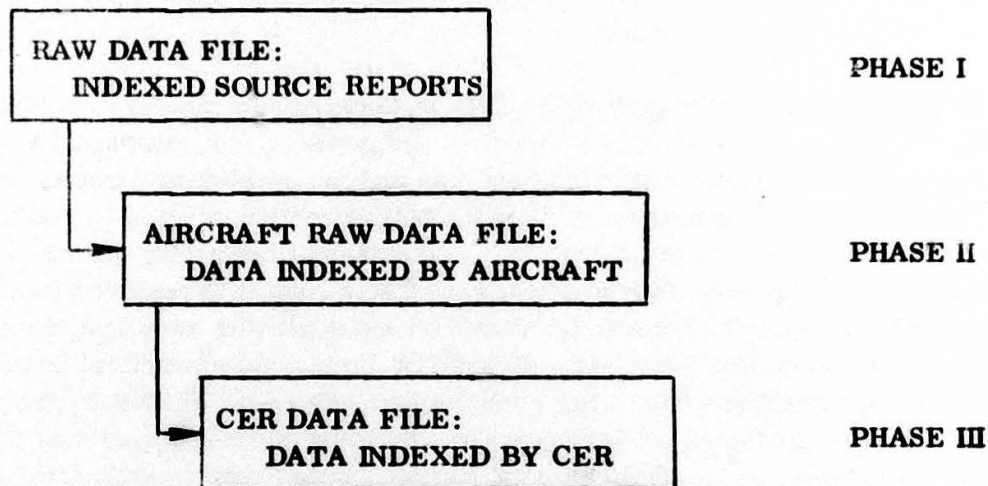 RAW DATA FILE:
INDEXED SOURCE REPORTS
PHASE I
AIRCRAFT RAW DATA FILE:
DATA INDEXED BY AIRCRAFT
PHASE II
CER DATA FILE:
DATA INDEXED BY CER
PHASE III